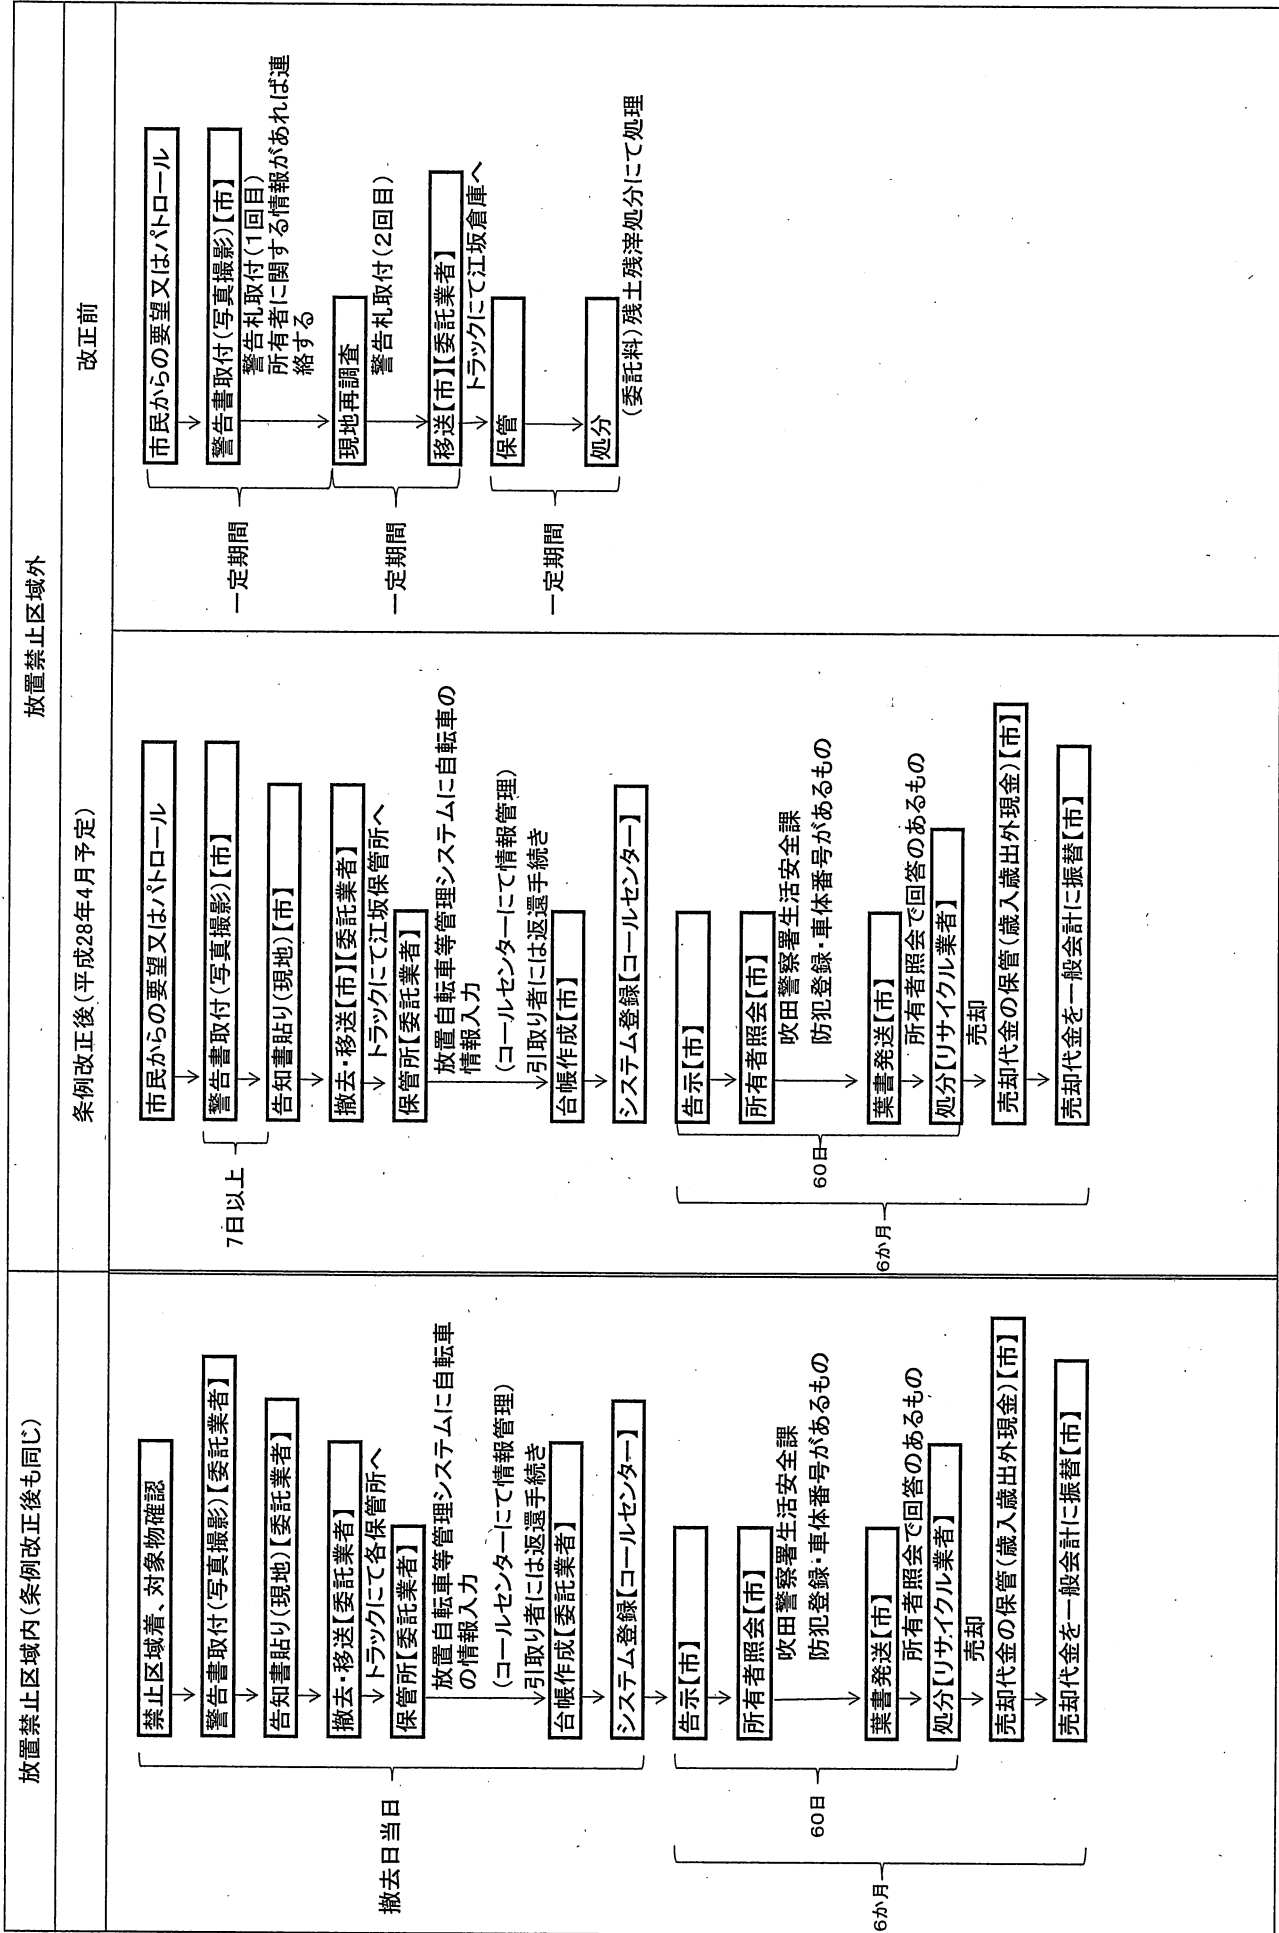 放置禁止区域内(条例改正後も同じ)
放置禁止区域外
条例改正後(平成28年4月予定)
改正前
禁止区域着、対象物確認
警告書取付(写真撮影)【委託業者】
告知書貼り(現地)【委託業者】
撤去・移送【委託業者】
トラックにて各保管所へ
保管所【委託業者】
放置自転車等管理システムに自転車
の情報入力
(コールセンターにて情報管理)
引取り者には返還手続き
台帳作成【委託業者】
システム登録【コールセンター】
撤去日当日
告示【市】
所有者照会【市】
吹田警察署生活安全課
防犯登録・車体番号があるもの
葉書発送【市】
所有者照会で回答のあるもの
処分【リサイクル業者】
売却
売却代金の保管(歳入歳出外現金)【市】
売却代金を一般会計に振替【市】
60日
6か月
市民からの要望又はパトロール
警告書取付(写真撮影)【市】
告知書貼り(現地)【市】
7日以上
撤去・移送【市】【委託業者】
トラックにて江坂保管所へ
保管所【委託業者】
放置自転車等管理システムに自転車の
情報入力
(コールセンターにて情報管理)
引取り者には返還手続き
台帳作成【市】
システム登録【コールセンター】
告示【市】
所有者照会【市】
吹田警察署生活安全課
防犯登録・車体番号があるもの
葉書発送【市】
所有者照会で回答のあるもの
処分【リサイクル業者】
売却
売却代金の保管(歳入歳出外現金)【市】
売却代金を一般会計に振替【市】
60日
6か月
市民からの要望又はパトロール
警告書取付(写真撮影)【市】
警告札取付(1回目)
所有者に関する情報があれば連
絡する
一定期間
現地再調査
警告札取付(2回目)
一定期間
移送【市】【委託業者】
トラックにて江坂倉庫へ
保管
一定期間
処分
(委託料)残土残滓処分にて処理